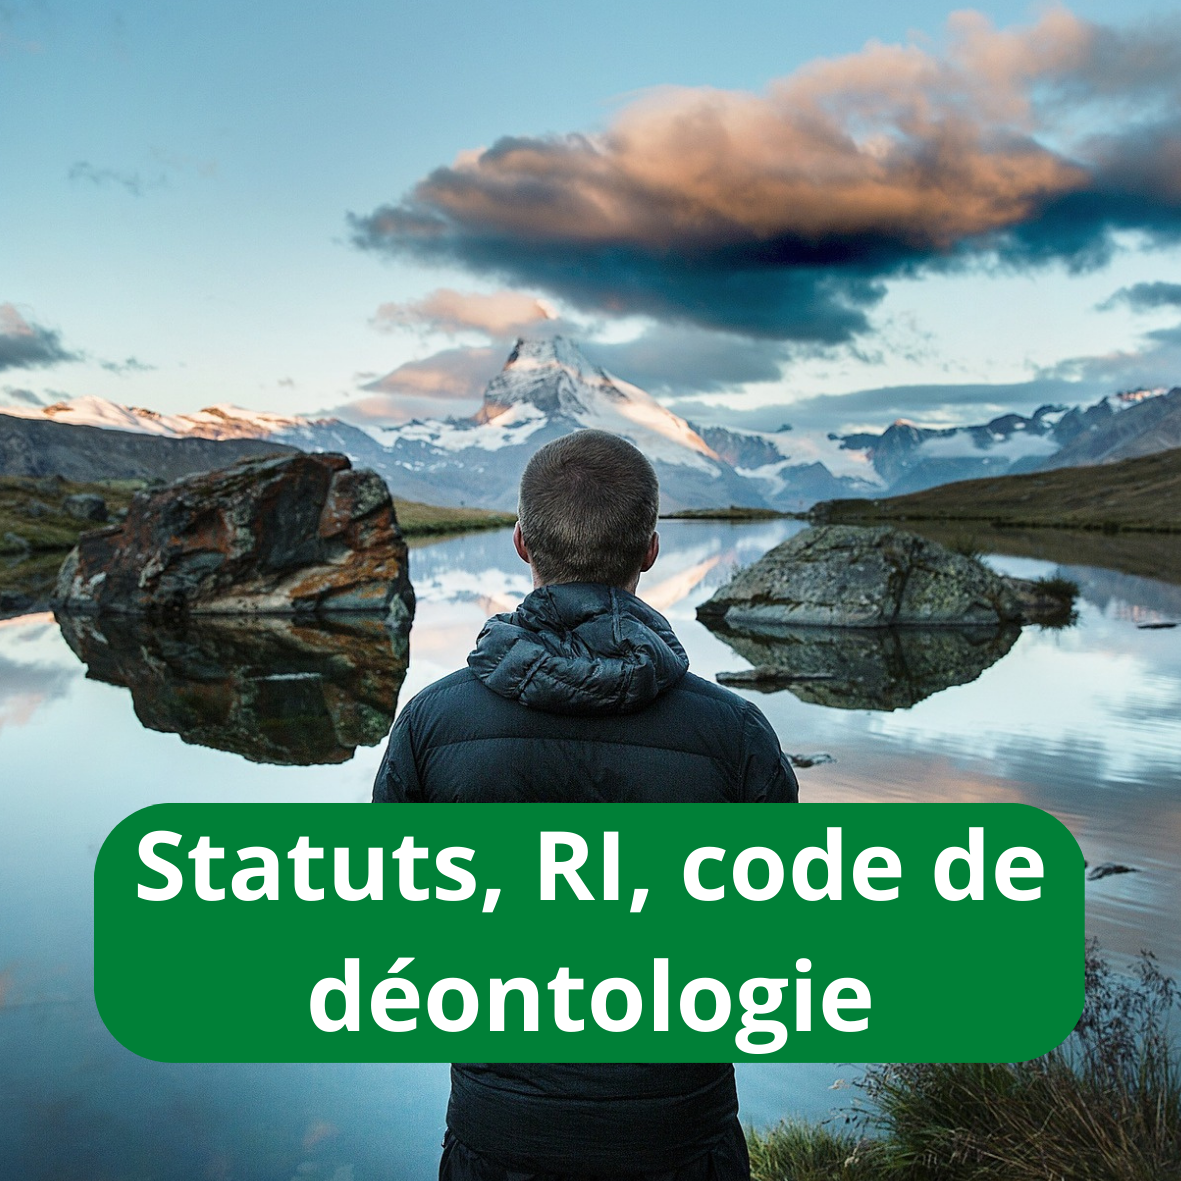 Statuts, RI, code de
déontologie